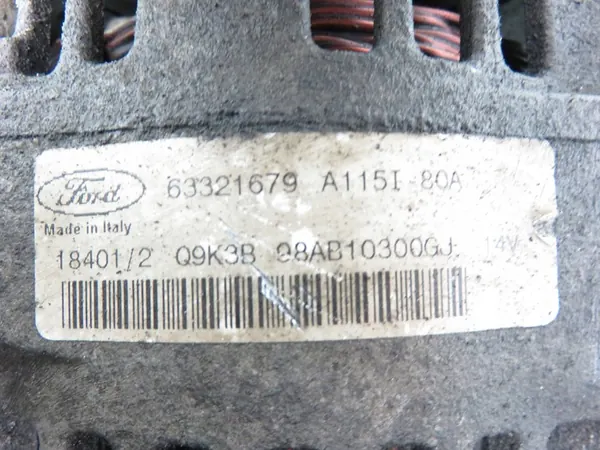 Ford 63321679 A115I 80A
Made in Italy
18401/2 Q9K3B 98AB10300GJ 14V